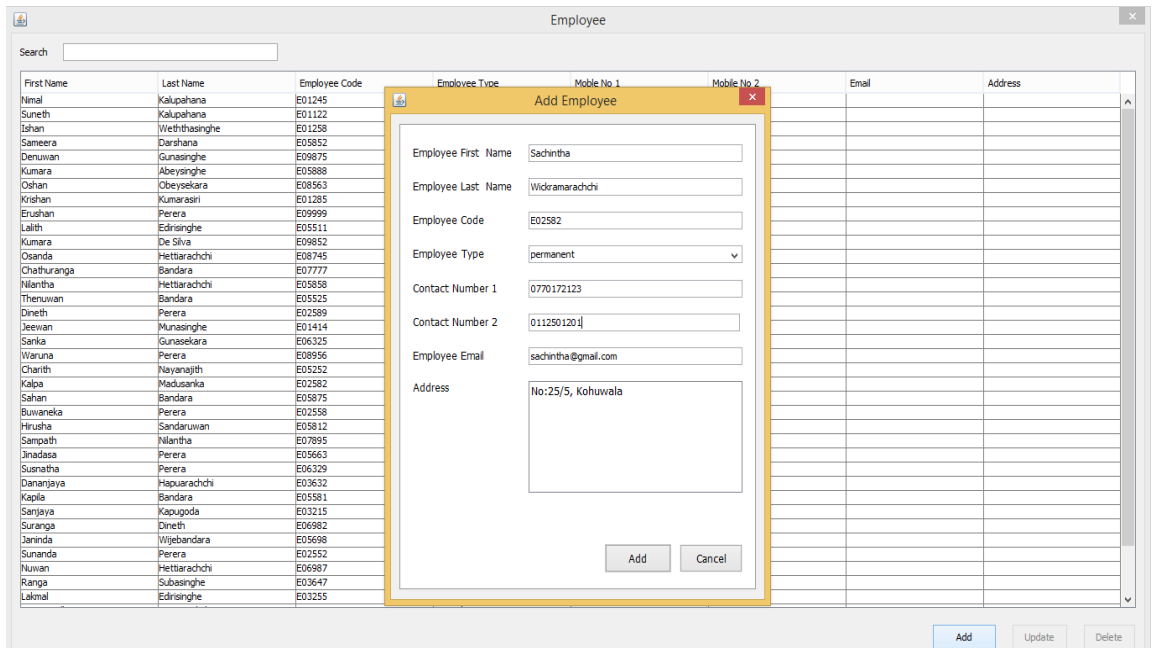 Employee
Search
First Name Last Name Employee Code Employee Type Moble No 1 Mobile No 2 Email Address
Nimal Kalupahana E01245
Suneth Kalupahana E01122
Ishan Weththasinghe E01258
Sameera Darshana E05852
Denuwan Gunasinghe E09875
Kumara Abeysinghe E05888
Oshan Obeysekara E08563
Krishan Kumarasiri E01285
Erushan Perera E09999
Lalith Edirisinghe E05511
Kumara De Silva E09852
Osanda Hettiarachchi E08745
Chathuranga Bandara E07777
Nilantha Hettiarachchi E05858
Thenuwan Bandara E05525
Dineth Perera E02589
Jeewan Munasinghe E01414
Sanka Gunasekara E06325
Waruna Perera E08956
Charith Nayanajith E05252
Kalpa Madusanka E02582
Sahan Bandara E05875
Buwaneka Perera E02558
Hirusha Sandaruwan E05812
Sampath Nilantha E07895
Jinadasa Perera E05663
Susnatha Perera E06329
Dananjaya Hapuarachchi E03632
Kapila Bandara E05581
Sanjaya Kapugoda E03215
Suranga Dineth E06982
Janinda Wijebandara E05698
Sunanda Perera E02552
Nuwan Hettiarachchi E06987
Ranga Subasinghe E03647
Lakmal Edirisinghe E03255
Add Employee
Employee First Name Sachintha
Employee Last Name Wickramarachchi
Employee Code E02582
Employee Type permanent
Contact Number 1 0770172123
Contact Number 2 0112501201
Employee Email sachintha@gmail.com
Address No:25/5, Kohuwala
Add Cancel
Add Update Delete